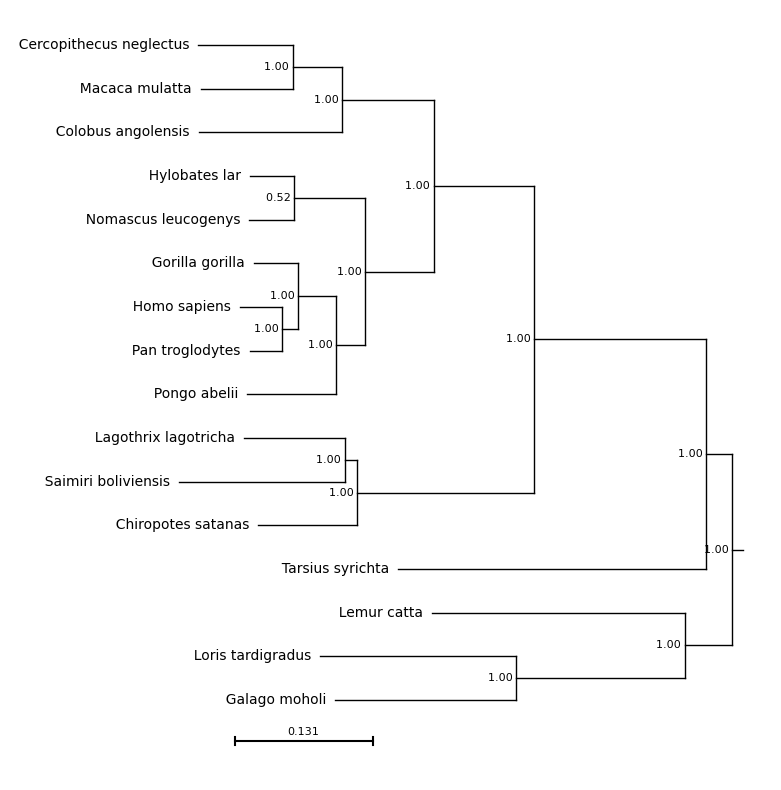 Cercopithecus neglectus
1.00
Macaca mulatta
1.00
Colobus angolensis
Hylobates lar
1.00
0.52
Nomascus leucogenys
Gorilla gorilla
1.00
1.00
Homo sapiens
1.00
1.00
1.00
Pan troglodytes
Pongo abelii
Lagothrix lagotricha
1.00
1.00
Saimiri boliviensis
1.00
Chiropotes satanas
1.00
Tarsius syrichta
Lemur catta
1.00
Loris tardigradus
1.00
Galago moholi
0.131